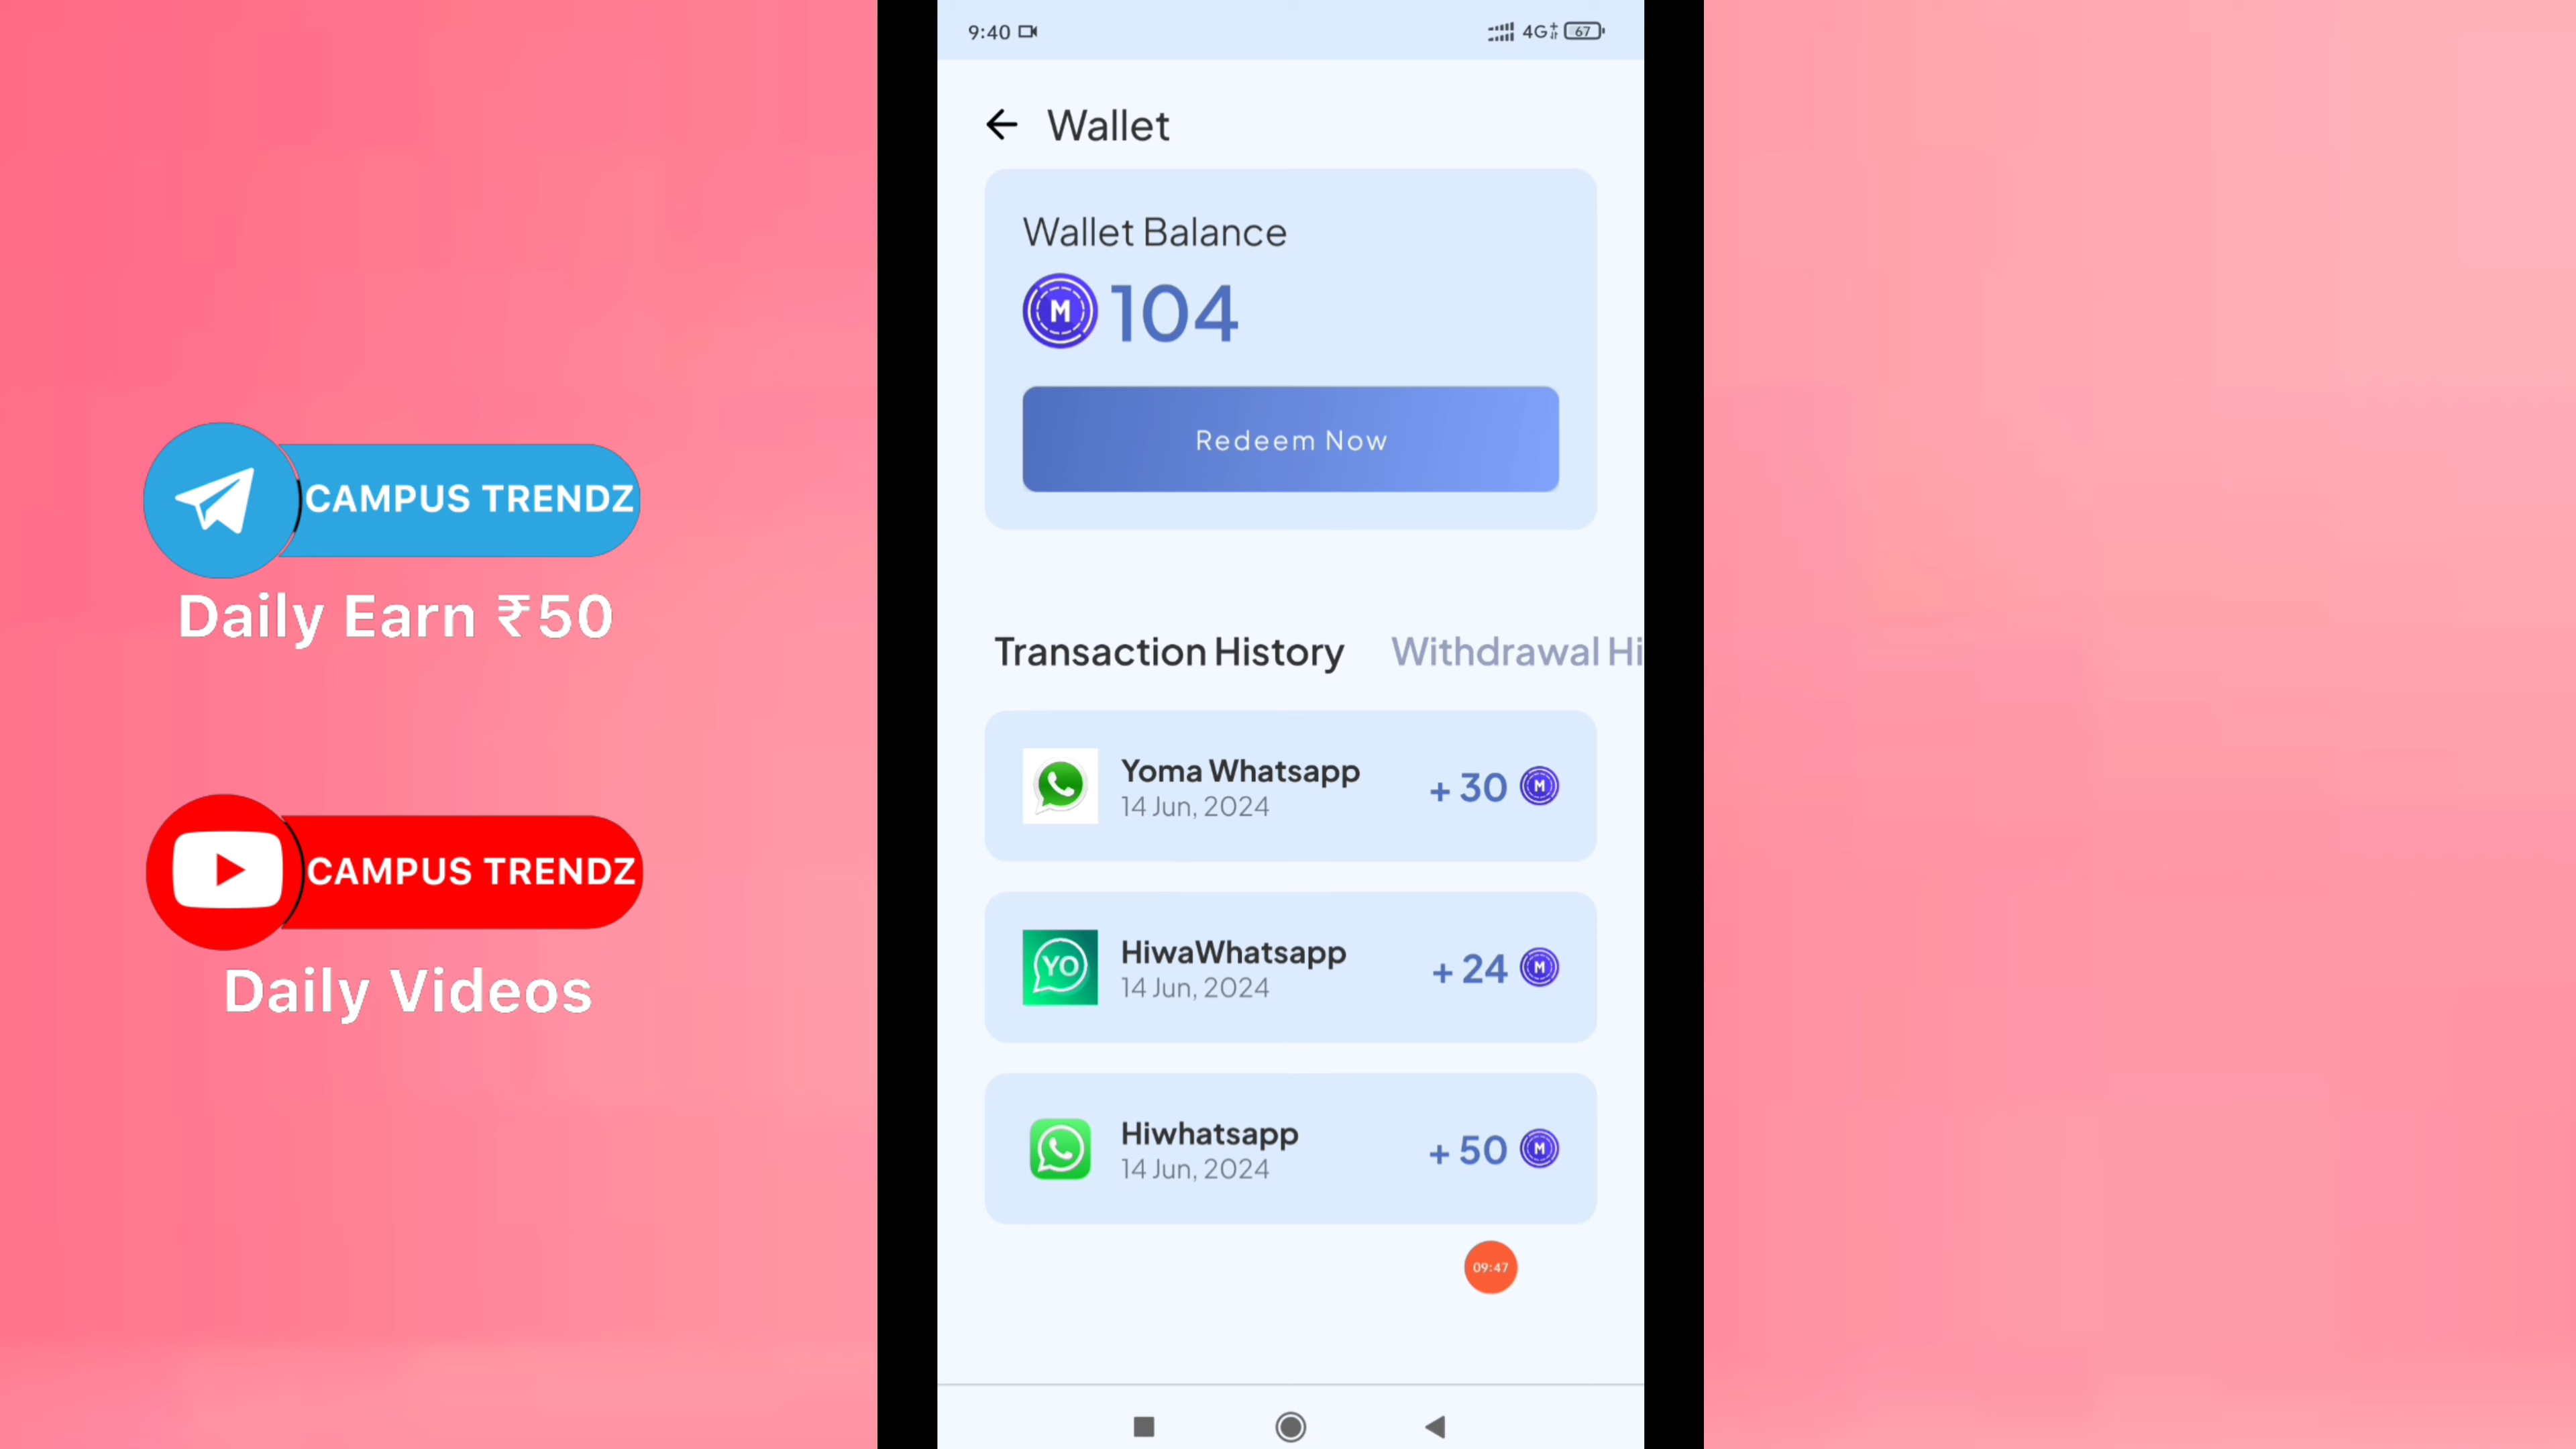 CAMPUS TRENDZ
Daily Earn ₹50
CAMPUS TRENDZ
Daily Videos
9:40 4G+ 67
Wallet
Wallet Balance
M 104
Redeem Now
Transaction History Withdrawal Hi
Yoma Whatsapp
14 Jun, 2024
+ 30 M
YO
HiwaWhatsapp
14 Jun, 2024
+ 24 M
Hiwhatsapp
14 Jun, 2024
+ 50 M
09:47